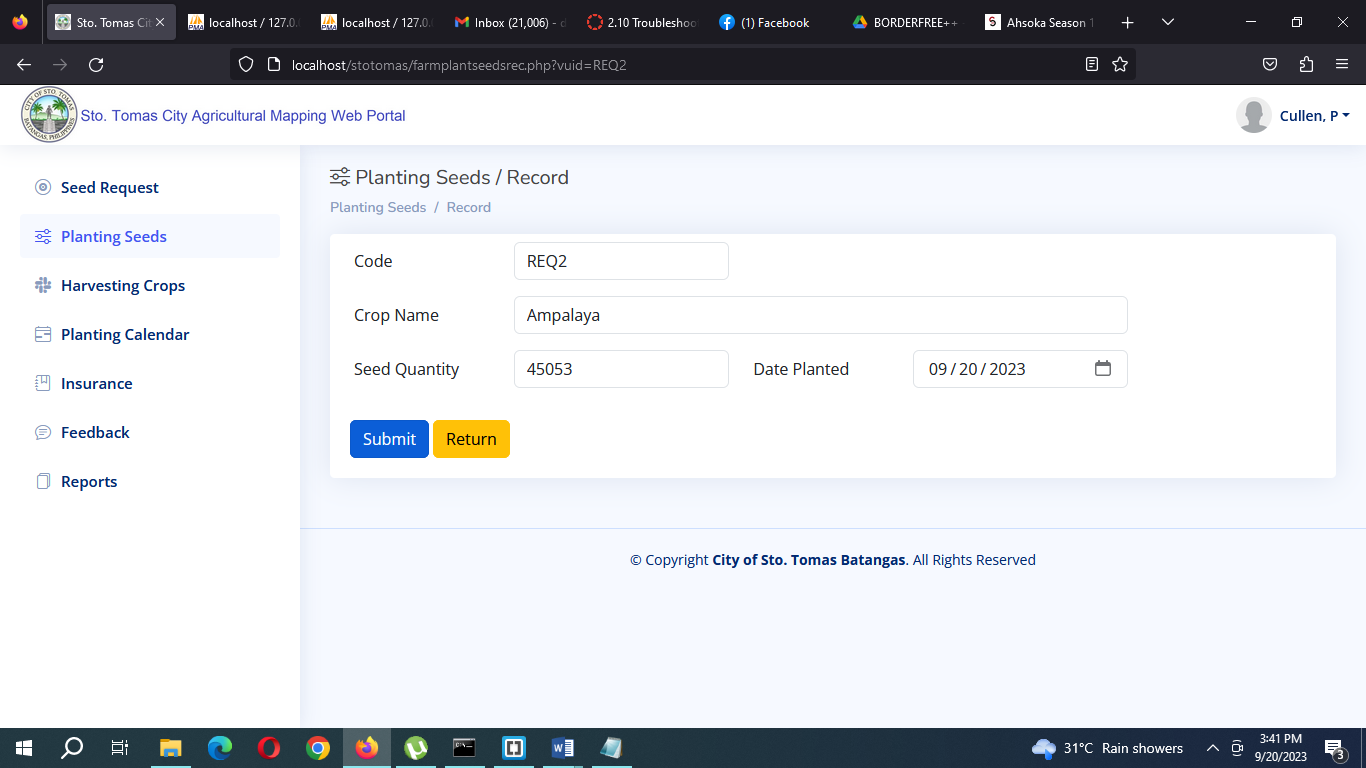 Sto. Tomas Cit
localhost / 127.0.
localhost / 127.0.
Inbox (21,006) - d
2.10 Troubleshoo
(1) Facebook
BORDERFREE++
Ahsoka Season 1
localhost/stotomas/farmplantseedsrec.php?vuid=REQ2
Sto. Tomas City Agricultural Mapping Web Portal
Cullen, P
Seed Request
Planting Seeds
Harvesting Crops
Planting Calendar
Insurance
Feedback
Reports
Planting Seeds / Record
Planting Seeds / Record
Code REQ2
Crop Name Ampalaya
Seed Quantity 45053 Date Planted 09 / 20 / 2023
Submit Return
© Copyright City of Sto. Tomas Batangas. All Rights Reserved
31°C Rain showers
3:41 PM
9/20/2023
3